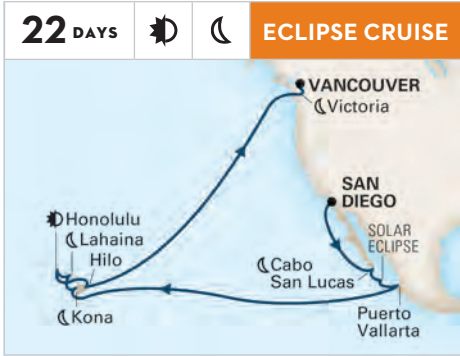 22 DAYS
ECLIPSE CRUISE
VANCOUVER
Victoria
SAN
DIEGO
SOLAR
ECLIPSE
Honolulu
Lahaina
Hilo
Cabo
San Lucas
Kona
Puerto
Vallarta